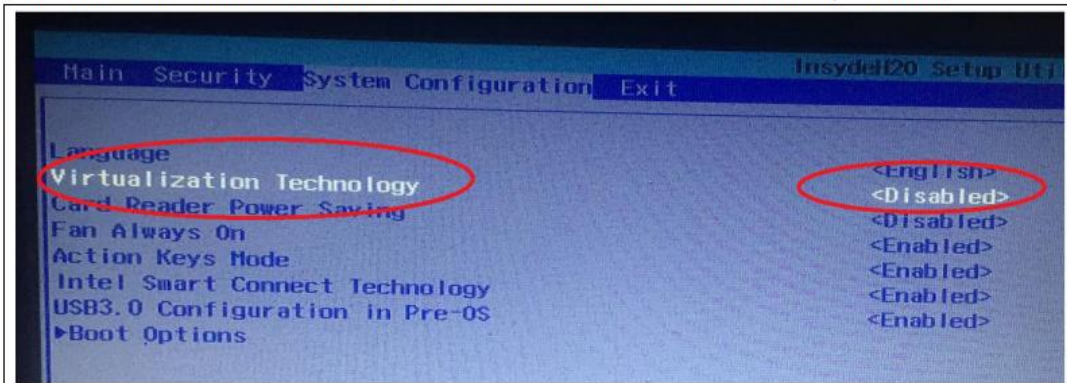 InsydeH20 Setup Uti
Main Security System Configuration Exit
Language <English>
Virtualization Technology <Disabled>
Card Reader Power Saving <Disabled>
Fan Always On <Enabled>
Action Keys Mode <Enabled>
Intel Smart Connect Technology <Enabled>
USB3.0 Configuration in Pre-OS <Enabled>
▶Boot Options